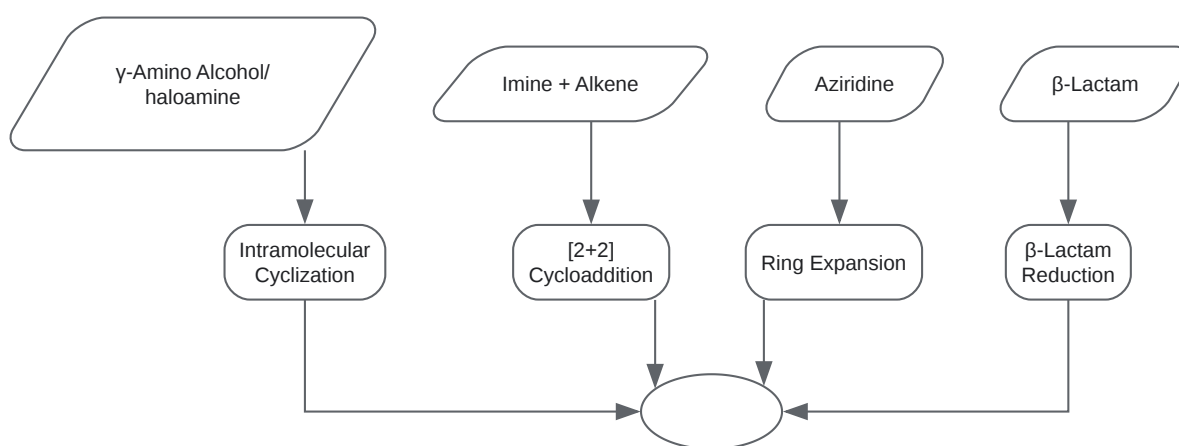 γ-Amino Alcohol/
haloamine
Imine + Alkene
Aziridine
β-Lactam
Intramolecular
Cyclization
[2+2]
Cycloaddition
Ring Expansion
β-Lactam
Reduction